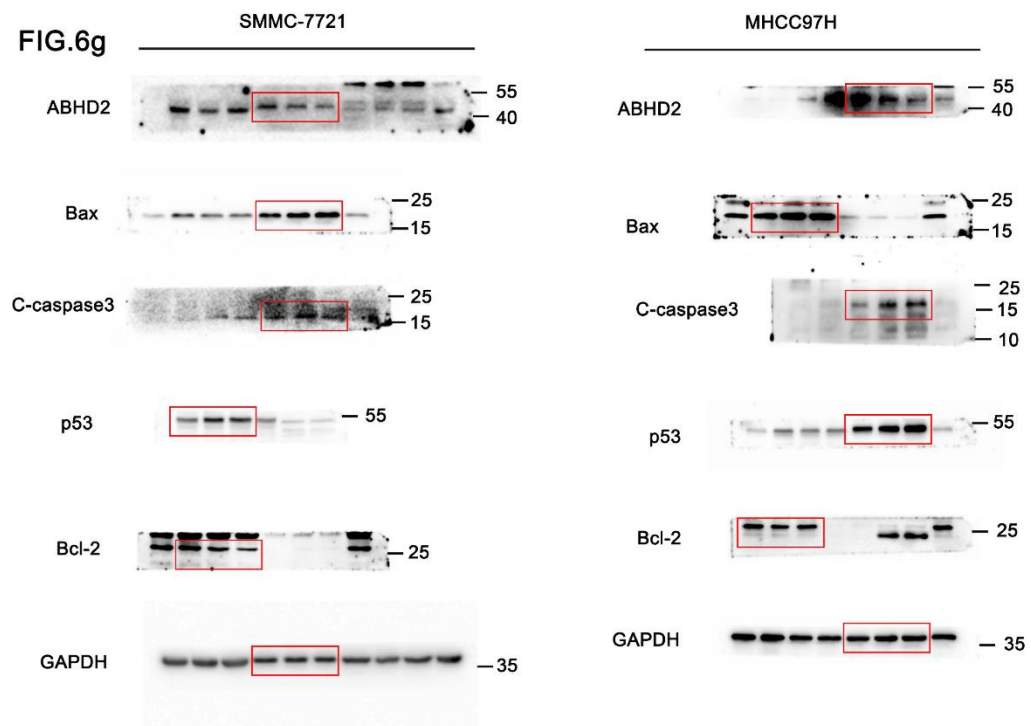 FIG.6g
SMMC-7721
ABHD2
55
40
Bax
25
15
C-caspase3
25
15
p53
55
Bcl-2
25
GAPDH
35
MHCC97H
ABHD2
55
40
Bax
25
15
C-caspase3
25
15
10
p53
55
Bcl-2
25
GAPDH
35